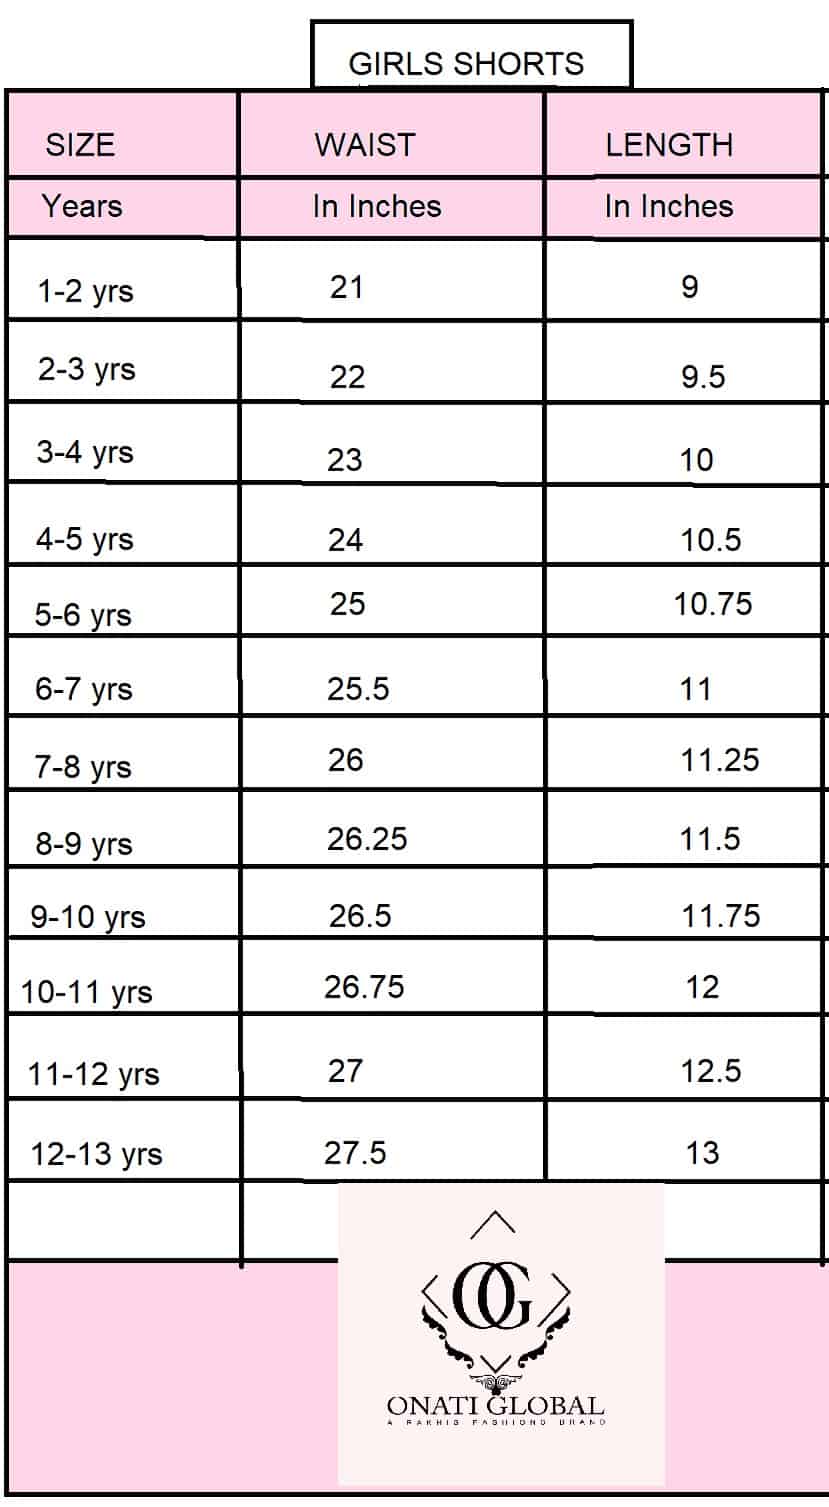 GIRLS SHORTS
SIZE WAIST LENGTH
Years In Inches In Inches
1-2 yrs 21 9
2-3 yrs 22 9.5
3-4 yrs 23 10
4-5 yrs 24 10.5
5-6 yrs 25 10.75
6-7 yrs 25.5 11
7-8 yrs 26 11.25
8-9 yrs 26.25 11.5
9-10 yrs 26.5 11.75
10-11 yrs 26.75 12
11-12 yrs 27 12.5
12-13 yrs 27.5 13
OG
ONATI GLOBAL
A RAKHIS FASHIONS BRAND